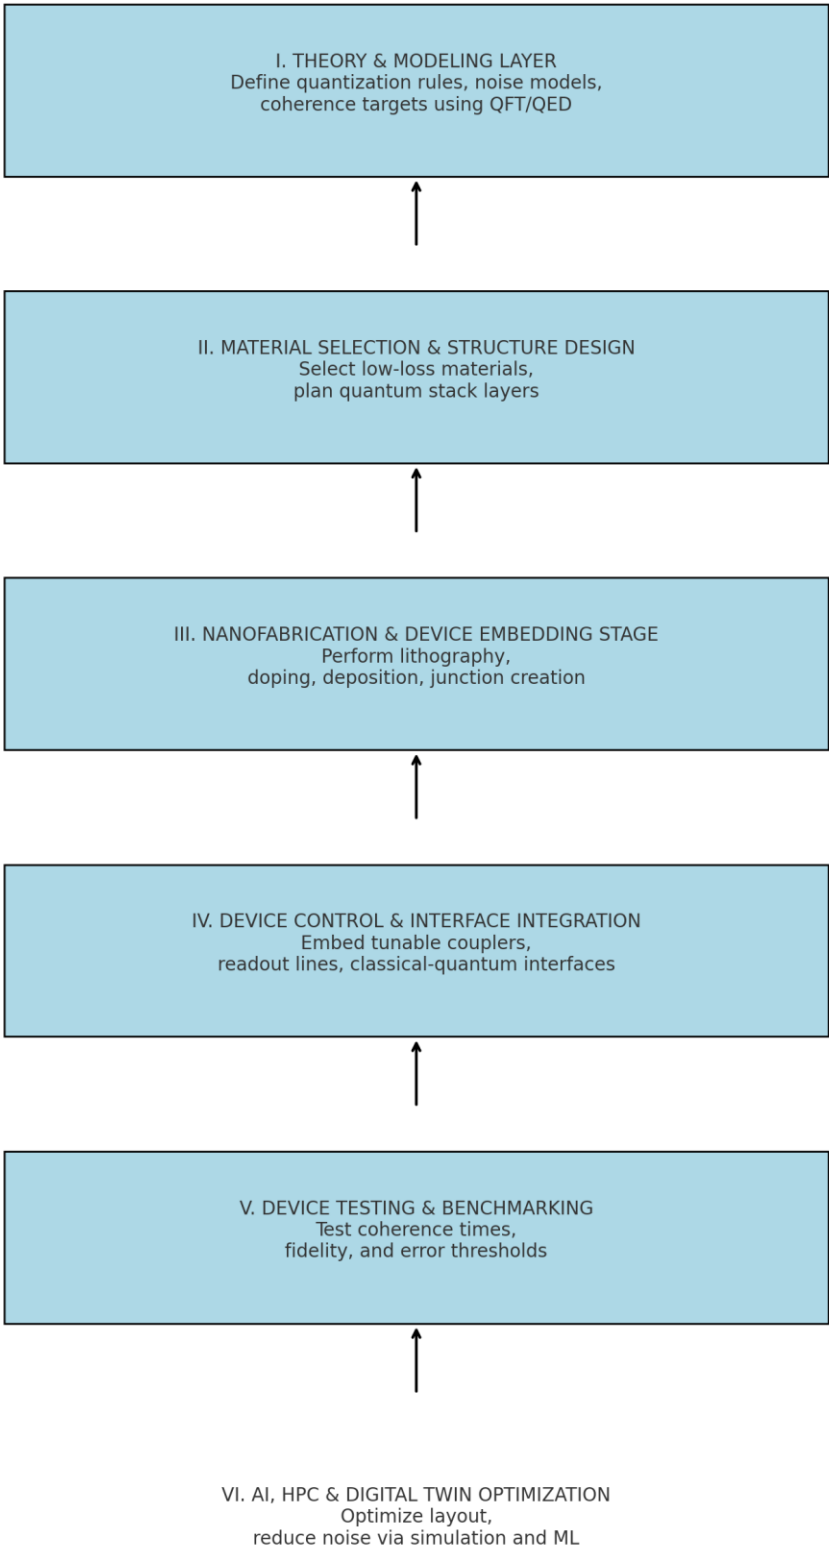 I. THEORY & MODELING LAYER
Define quantization rules, noise models,
coherence targets using QFT/QED
II. MATERIAL SELECTION & STRUCTURE DESIGN
Select low-loss materials,
plan quantum stack layers
III. NANOFABRICATION & DEVICE EMBEDDING STAGE
Perform lithography,
doping, deposition, junction creation
IV. DEVICE CONTROL & INTERFACE INTEGRATION
Embed tunable couplers,
readout lines, classical-quantum interfaces
V. DEVICE TESTING & BENCHMARKING
Test coherence times,
fidelity, and error thresholds
VI. AI, HPC & DIGITAL TWIN OPTIMIZATION
Optimize layout,
reduce noise via simulation and ML